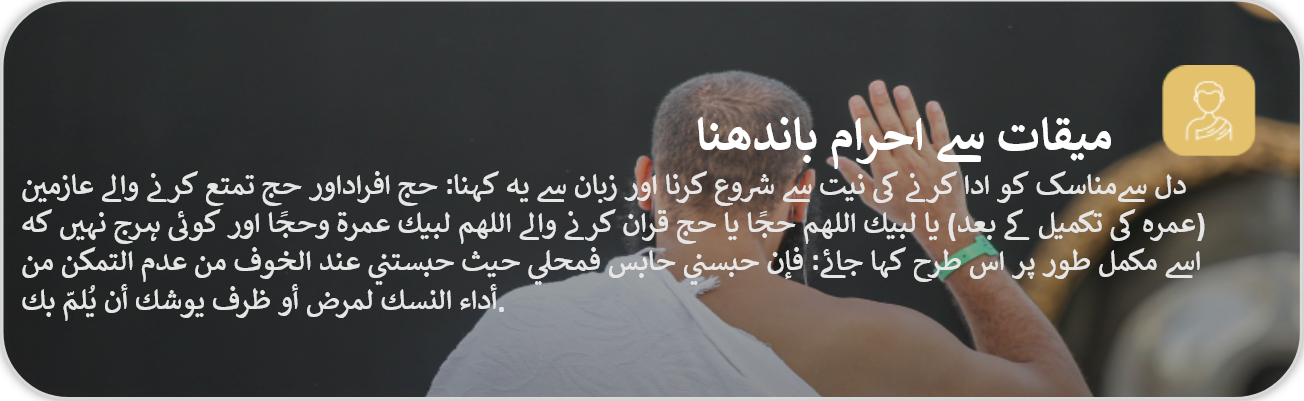 میقات سے احرام باندھنا
دل سےمناسک کو ادا کرنے کی نیت سے شروع کرنا اور زبان سے یہ کہنا: حج افراداور حج تمتع کرنے والے عازمین
(عمرہ کی تکمیل کے بعد) یا لبيك اللهم حجًا یا حج قران کرنے والے اللهم لبيك عمرة وحجًا اور کوئی ہرج نہیں کہ
اسے مکمل طور پر اس طرح کہا جائے: فإن حبسني حابس فمحلي حيث حبستني عند الخوف من عدم التمكن من
أداء النسك لمرض أو ظرف يوشك أن يُلمّ بك.